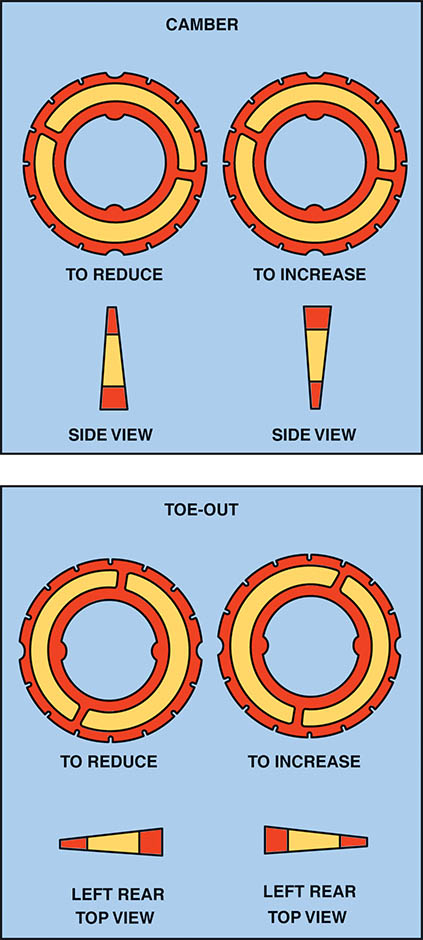 CAMBER
TO REDUCE
TO INCREASE
SIDE VIEW
SIDE VIEW
TOE-OUT
TO REDUCE
TO INCREASE
LEFT REAR
TOP VIEW
LEFT REAR
TOP VIEW